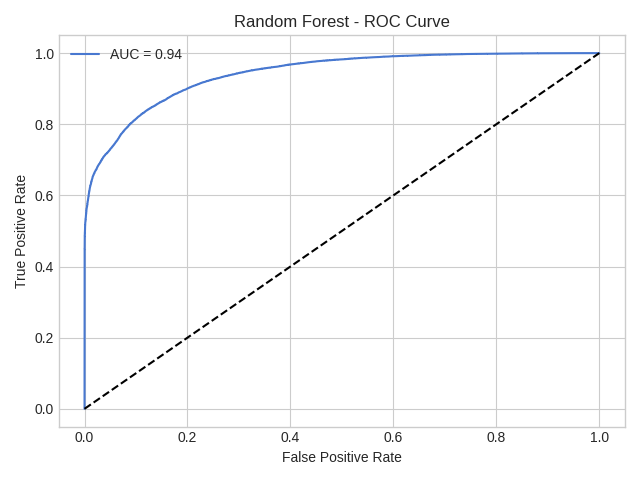 Random Forest - ROC Curve
AUC = 0.94
1.0
0.8
0.6
0.4
0.2
0.0
True Positive Rate
0.0 0.2 0.4 0.6 0.8 1.0
False Positive Rate